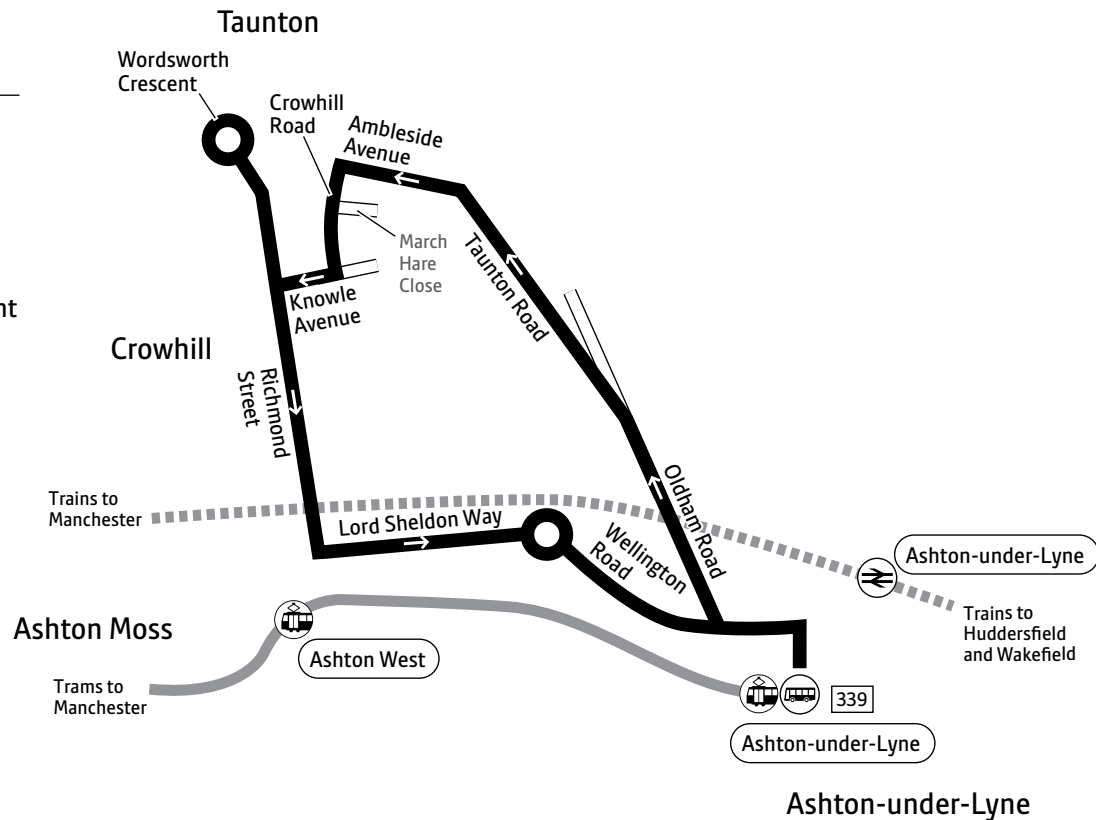 Taunton
Wordsworth
Crescent
Crowhill
Road
Ambleside
Avenue
March
Hare
Close
Taunton Road
nt
Knowle
Avenue
Crowhill
Richmond
Street
Oldham Road
Trains to
Manchester
Lord Sheldon Way
Wellington
Road
Ashton-under-Lyne
Trains to
Huddersfield
and Wakefield
Ashton Moss
Ashton West
Trams to
Manchester
339
Ashton-under-Lyne
Ashton-under-Lyne